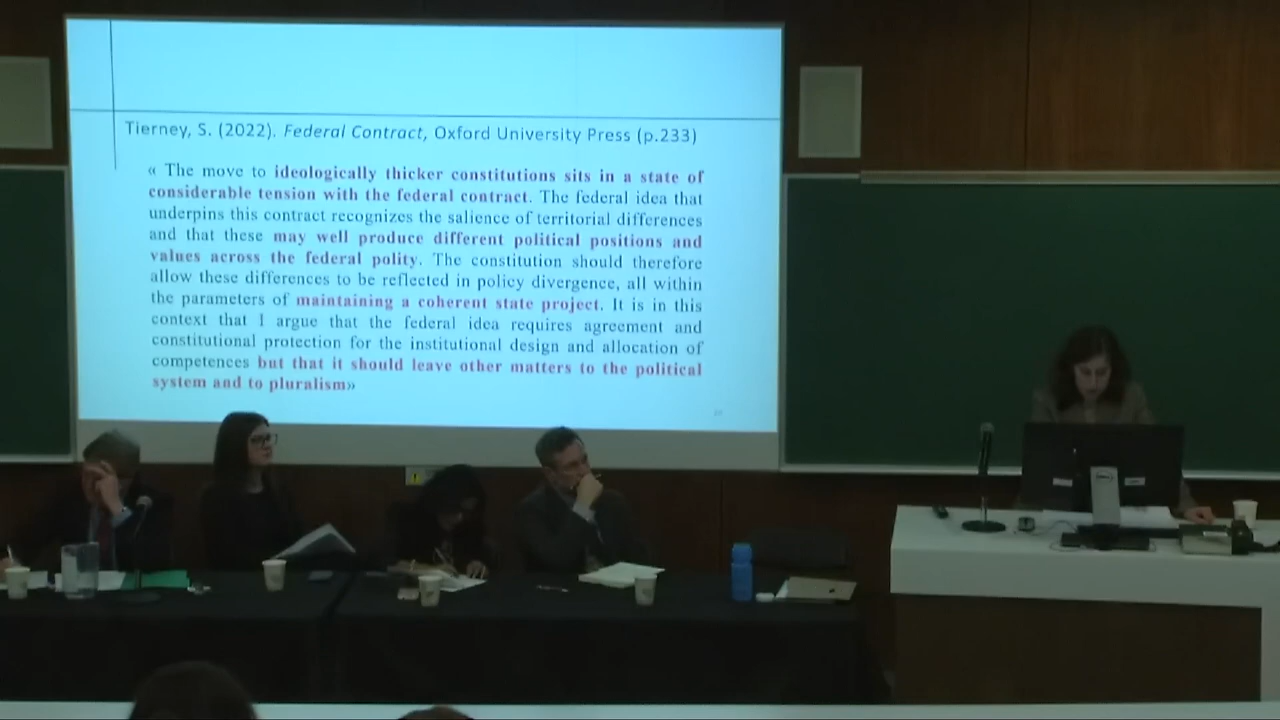 Tierney, S. (2022). Federal Contract, Oxford University Press (p.233)
« The move to ideologically thicker constitutions sits in a state of
considerable tension with the federal contract. The federal idea that
underpins this contract recognizes the salience of territorial differences
and that these may well produce different political positions and
values across the federal polity. The constitution should therefore
allow these differences to be reflected in policy divergence, all within
the parameters of maintaining a coherent state project. It is in this
context that I argue that the federal idea requires agreement and
constitutional protection for the institutional design and allocation of
competences but that it should leave other matters to the political
system and to pluralism»
DELL